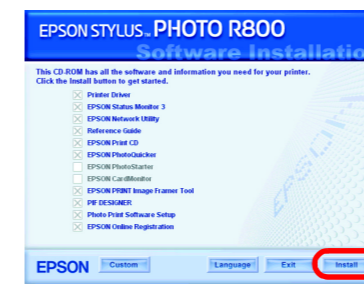 EPSON STYLUS™ PHOTO R800
Software Installatio
This CD-ROM has all the software and information you need for your printer.
Click the Install button to get started.
Printer Driver
EPSON Status Monitor 3
EPSON Network Utility
Reference Guide
EPSON Print CD
EPSON PhotoQuicker
EPSON PhotoStarter
EPSON CardMonitor
EPSON PRINT Image Framer Tool
PIF DESIGNER
Photo Print Software Setup
EPSON Online Registration
EPSON Custom Language Exit Install
EPSON